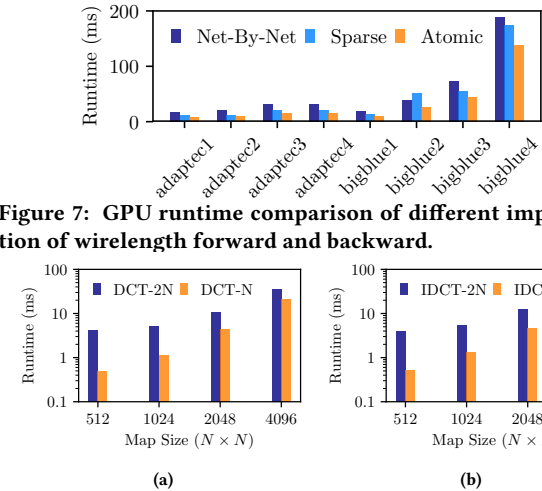 200
100
0
Runtime (ms)
Net-By-Net Sparse Atomic
adaptec1 adaptec2 adaptec3 adaptec4 bigblue1 bigblue2 bigblue3 bigblue4
Figure 7: GPU runtime comparison of different imp
tion of wirelength forward and backward.
100
10
1
0.1
Runtime (ms)
DCT-2N DCT-N
512 1024 2048 4096
Map Size (N × N)
(a)
100
10
1
0.1
Runtime (ms)
IDCT-2N IDC
512 1024 2048
Map Size (N ×
(b)